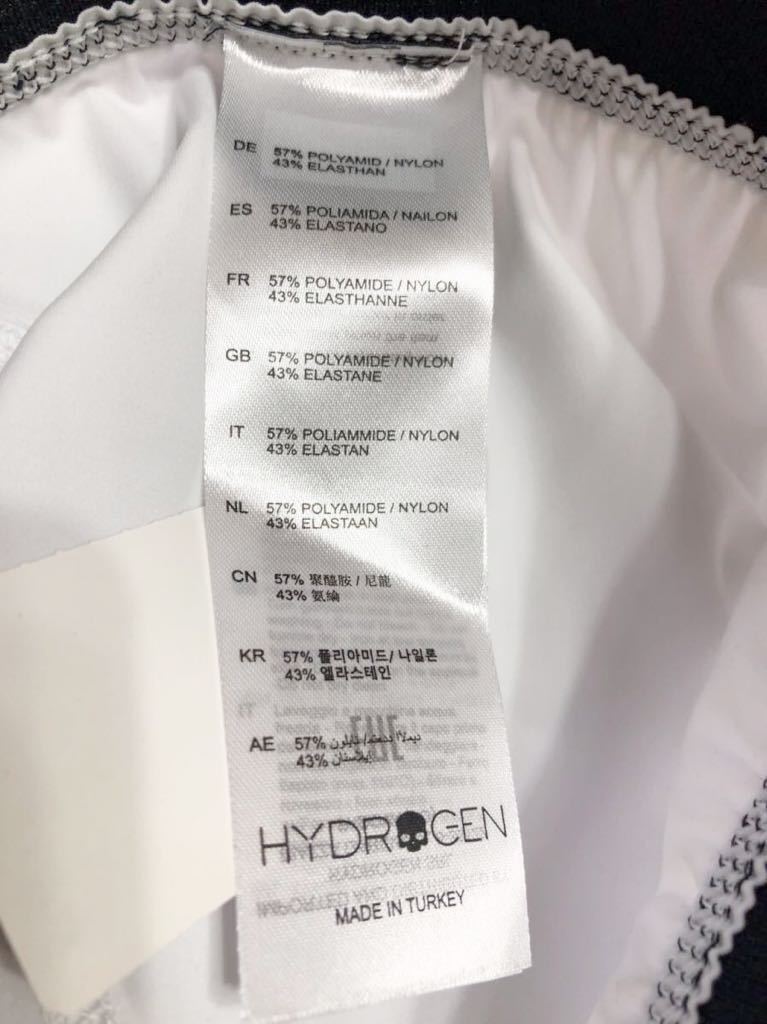 DE 57% POLYAMID / NYLON
43% ELASTHAN
ES 57% POLIAMIDA / NAILON
43% ELASTANO
FR 57% POLYAMIDE / NYLON
43% ELASTHANNE
GB 57% POLYAMIDE / NYLON
43% ELASTANE
IT 57% POLIAMMIDE / NYLON
43% ELASTAN
NL 57% POLYAMIDE / NYLON
43% ELASTAAN
CN 57% 聚醯胺 / 尼龍
43% 氨綸
KR 57% 폴리아미드/ 나일론
43% 엘라스테인
AE 57%
43%
HYDROGEN
MADE IN TURKEY